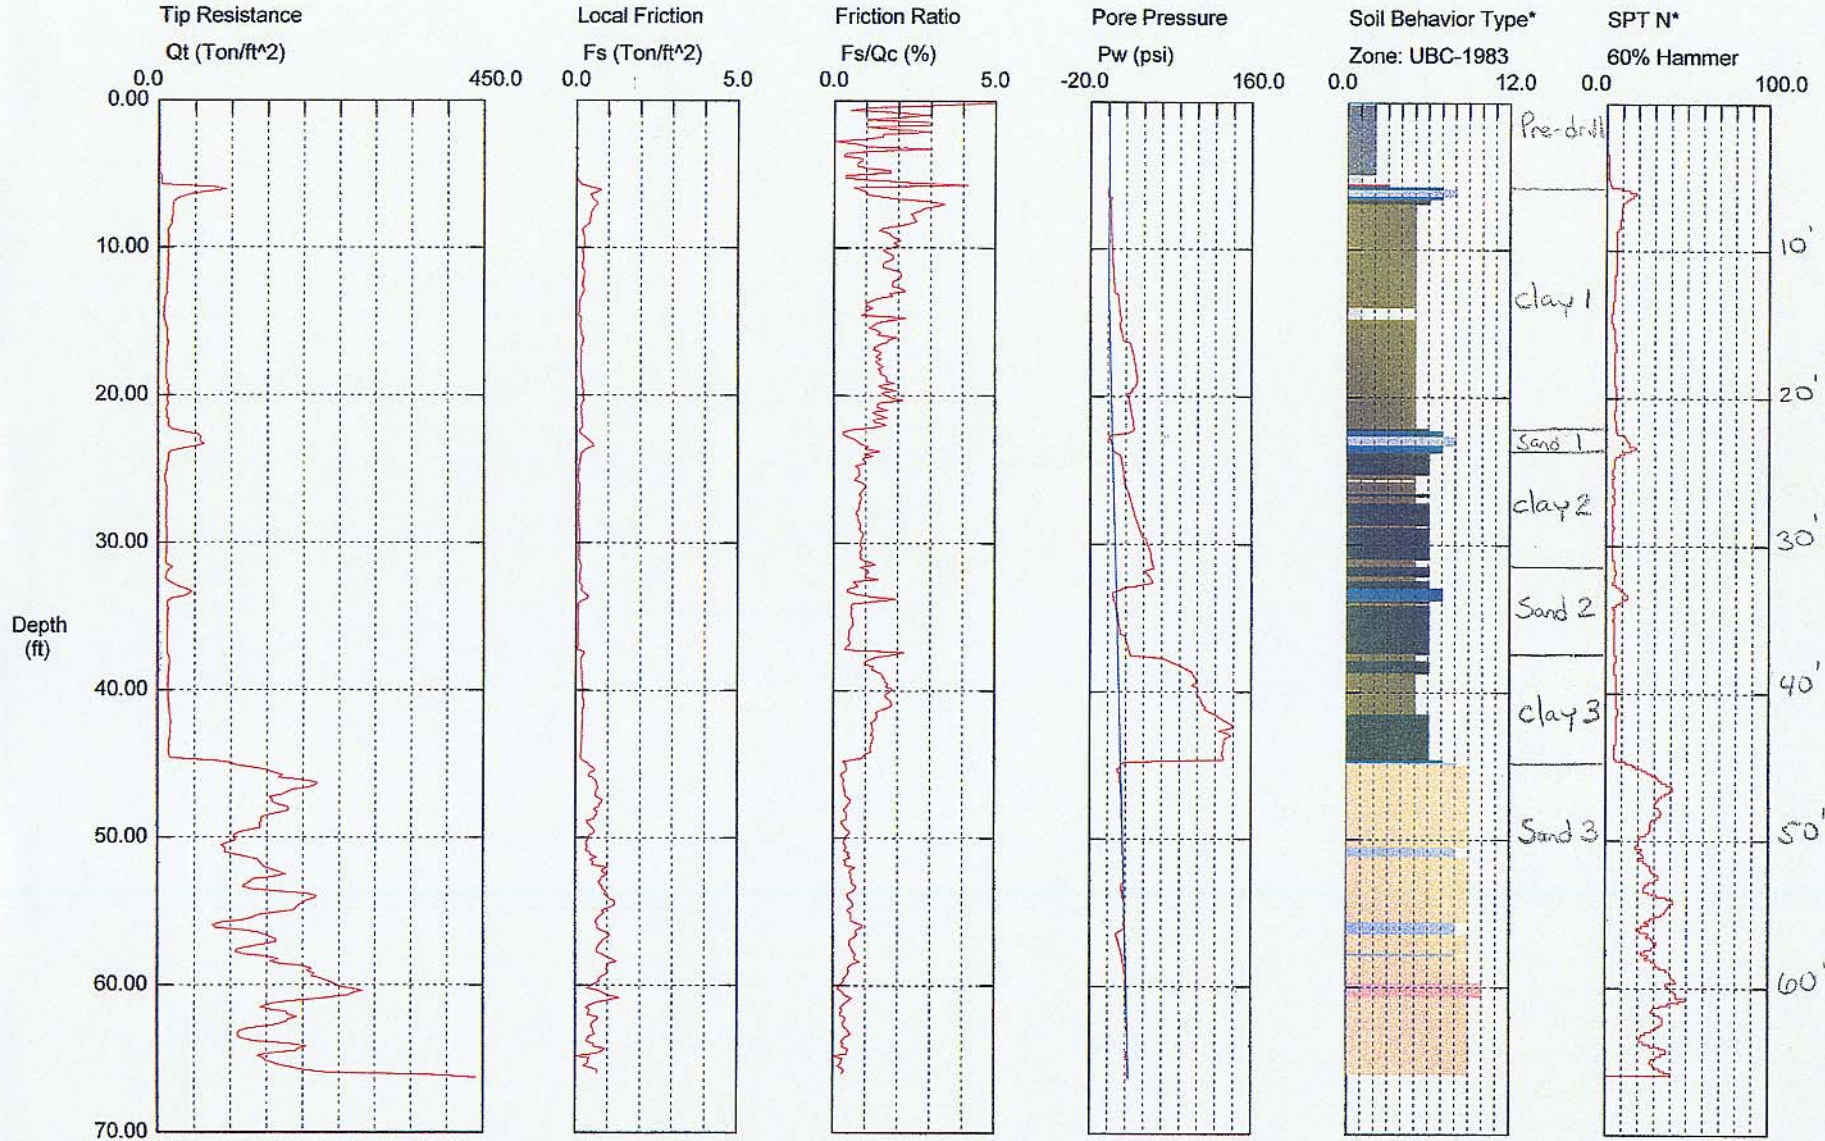 Tip Resistance
Qt (Ton/ft^2)
0.0 450.0
Local Friction
Fs (Ton/ft^2)
0.0 5.0
Friction Ratio
Fs/Qc (%)
0.0 5.0
Pore Pressure
Pw (psi)
-20.0 160.0
Soil Behavior Type*
Zone: UBC-1983
0.0 12.0
SPT N*
60% Hammer
0.0 100.0
0.00
10.00
20.00
30.00
40.00
50.00
60.00
70.00
Depth
(ft)
Pre-drill
clay 1
Sand 1
clay 2
Sand 2
clay 3
Sand 3
10'
20'
30'
40'
50'
60'